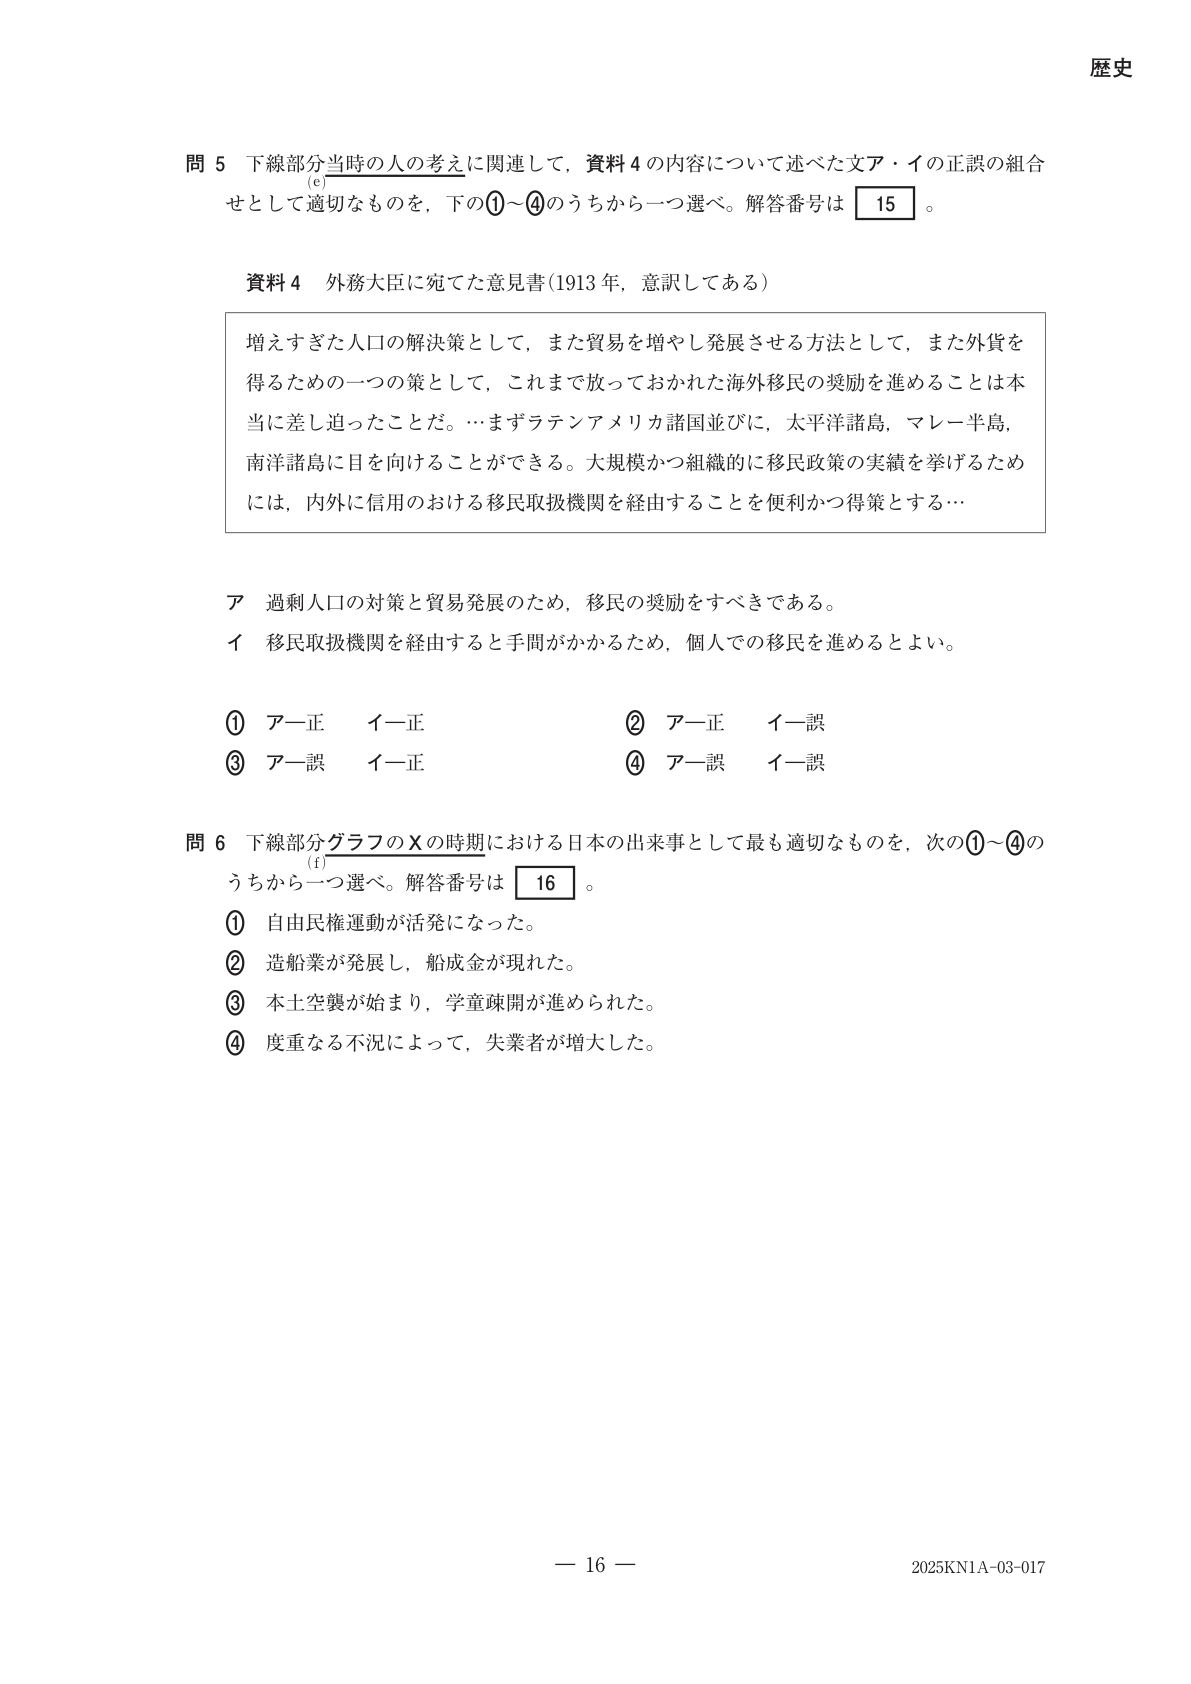 歴史
問 5 下線部分当時の人の考えに関連して，資料 4 の内容について述べた文ア・イの正誤の組合
(e)
せとして適切なものを，下の①～④のうちから一つ選べ。解答番号は 15 。
資料 4 外務大臣に宛てた意見書(1913 年，意訳してある)
増えすぎた人口の解決策として，また貿易を増やし発展させる方法として，また外貨を
得るための一つの策として，これまで放っておかれた海外移民の奨励を進めることは本
当に差し迫ったことだ。…まずラテンアメリカ諸国並びに，太平洋諸島，マレー半島，
南洋諸島に目を向けることができる。大規模かつ組織的に移民政策の実績を挙げるため
には，内外に信用のおける移民取扱機関を経由することを便利かつ得策とする…
ア 過剰人口の対策と貿易発展のため，移民の奨励をすべきである。
イ 移民取扱機関を経由すると手間がかかるため，個人での移民を進めるとよい。
① ア―正 イ―正 ② ア―正 イ―誤
③ ア―誤 イ―正 ④ ア―誤 イ―誤
問 6 下線部分グラフのXの時期における日本の出来事として最も適切なものを，次の①～④の
(f)
うちから一つ選べ。解答番号は 16 。
① 自由民権運動が活発になった。
② 造船業が発展し，船成金が現れた。
③ 本土空襲が始まり，学童疎開が進められた。
④ 度重なる不況によって，失業者が増大した。
― 16 ―
2025KN1A-03-017